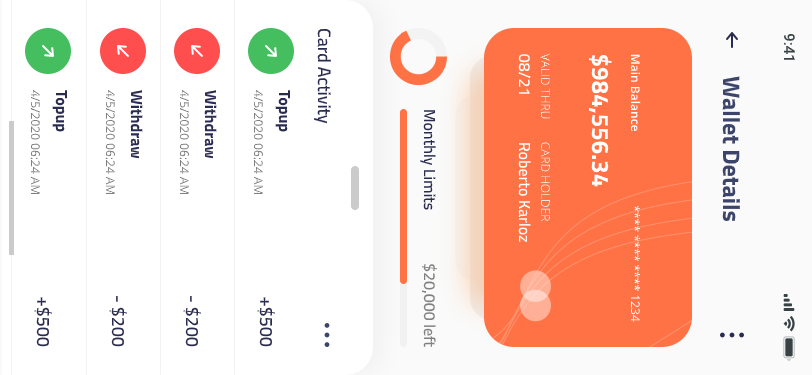 9:41
Wallet Details
Main Balance
**** **** **** 1234
$984,556.34
VALID THRU
CARD HOLDER
08/21
Roberto Karloz
Monthly Limits
$20,000 left
Card Activity
Topup
4/5/2020 06:24 AM
+$500
Withdraw
4/5/2020 06:24 AM
- $200
Withdraw
4/5/2020 06:24 AM
- $200
Topup
4/5/2020 06:24 AM
+$500